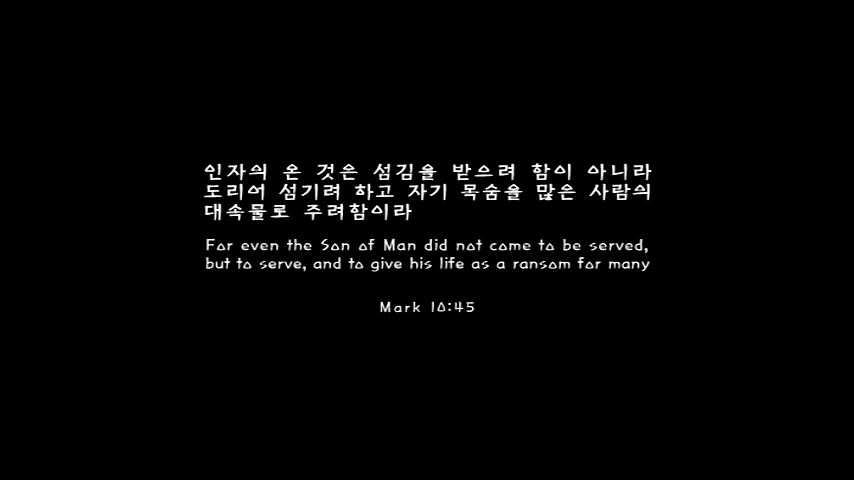 인자의 온 것은 섬김을 받으려 함이 아니라
도리어 섬기려 하고 자기 목숨을 많은 사람의
대속물로 주려함이라
For even the Son of Man did not come to be served,
but to serve, and to give his life as a ransom for many
Mark 10:45